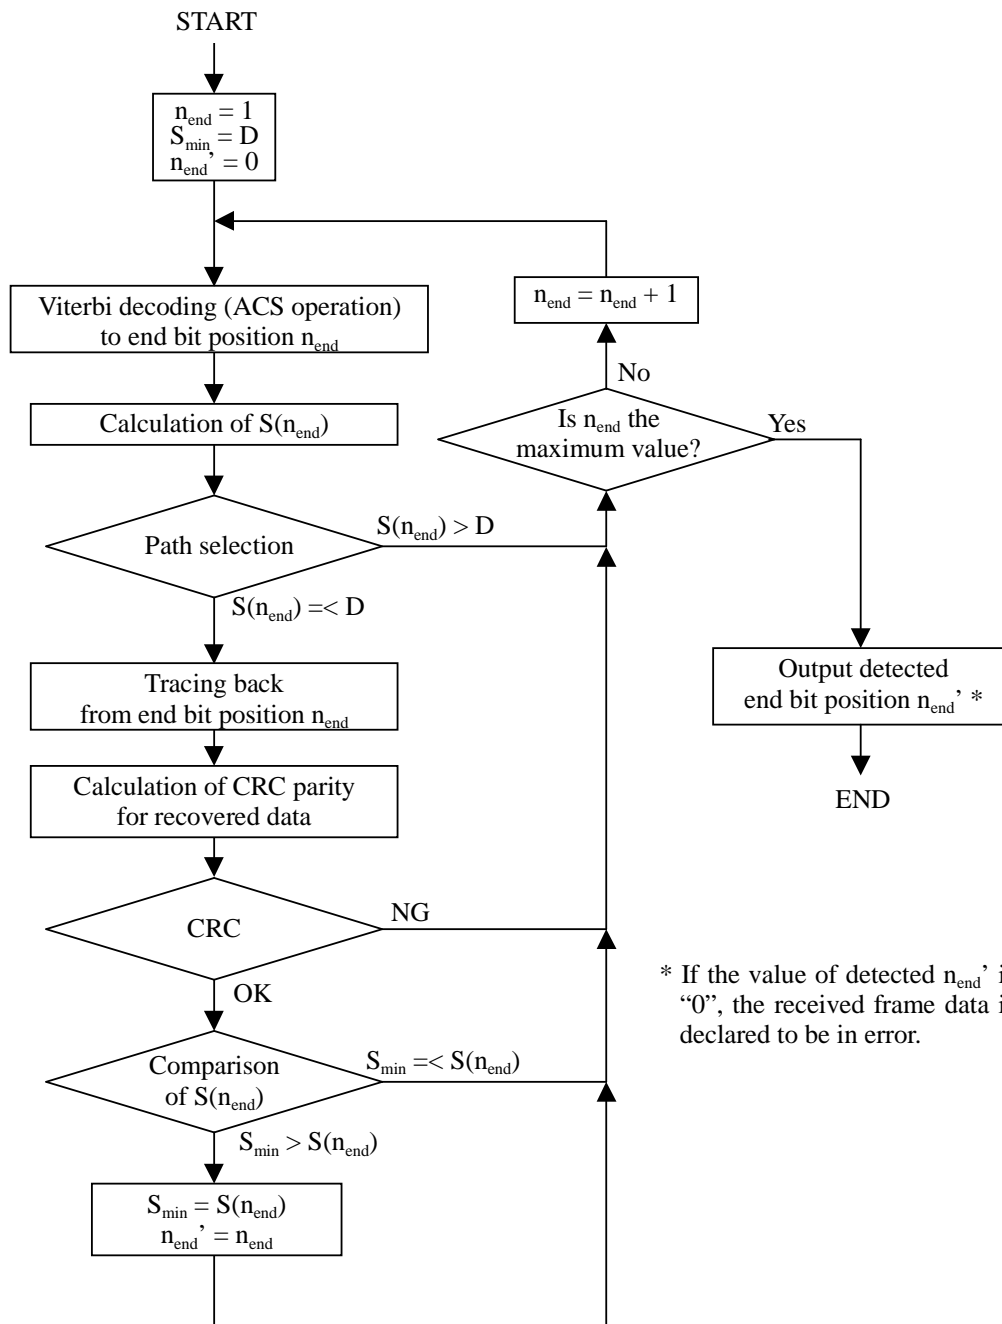 START
n_end = 1
S_min = D
n_end' = 0
Viterbi decoding (ACS operation)
to end bit position n_end
n_end = n_end + 1
No
Calculation of S(n_end)
Is n_end the
maximum value?
Yes
Path selection
S(n_end) > D
S(n_end) =< D
Tracing back
from end bit position n_end
Output detected
end bit position n_end' *
Calculation of CRC parity
for recovered data
END
CRC
NG
OK
* If the value of detected n_end' i
"0", the received frame data i
declared to be in error.
Comparison
of S(n_end)
S_min =< S(n_end)
S_min > S(n_end)
S_min = S(n_end)
n_end' = n_end